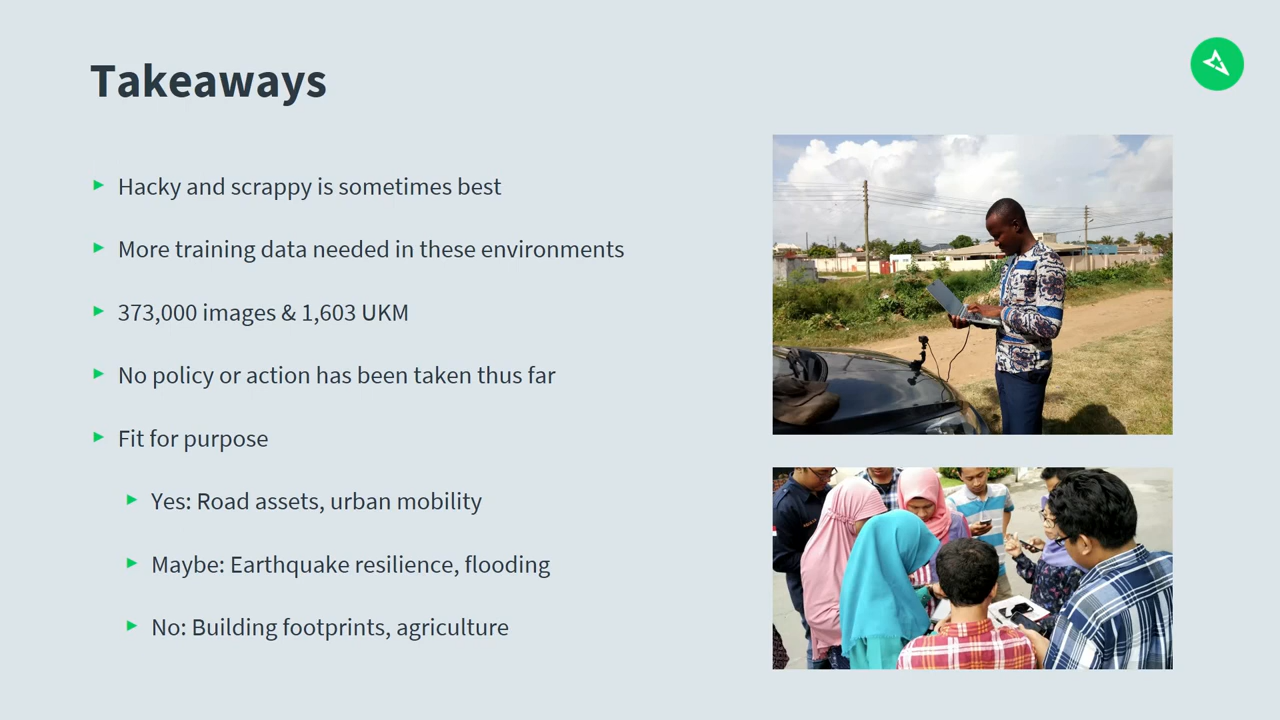 Takeaways
Hacky and scrappy is sometimes best
More training data needed in these environments
373,000 images & 1,603 UKM
No policy or action has been taken thus far
Fit for purpose
Yes: Road assets, urban mobility
Maybe: Earthquake resilience, flooding
No: Building footprints, agriculture